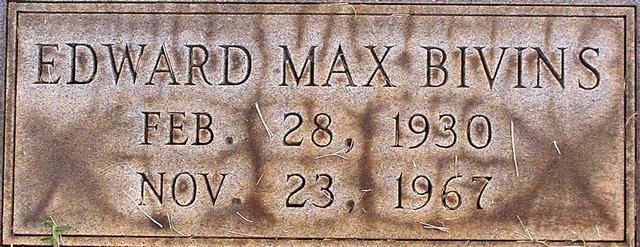 EDWARD MAX BIVINS
FEB. 28, 1930
NOV. 23, 1967